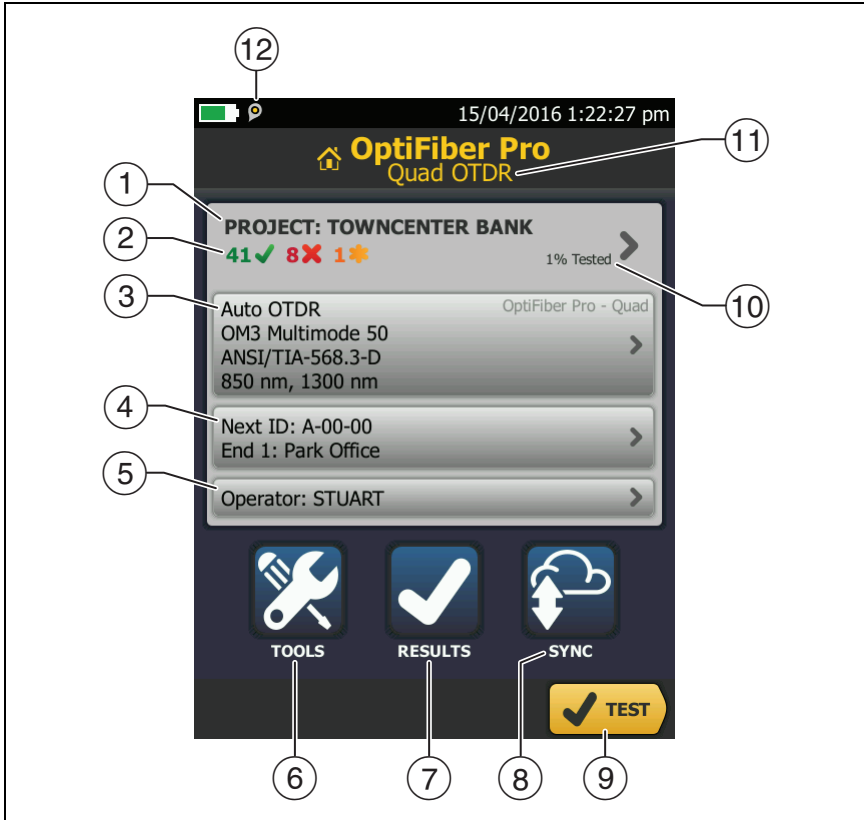 12
15/04/2016 1:22:27 pm
OptiFiber Pro
Quad OTDR
11
1
PROJECT: TOWNCENTER BANK
2
41 8 1
1% Tested
10
3
Auto OTDR
OptiFiber Pro - Quad
OM3 Multimode 50
ANSI/TIA-568.3-D
850 nm, 1300 nm
4
Next ID: A-00-00
End 1: Park Office
5
Operator: STUART
TOOLS
RESULTS
SYNC
TEST
6
7
8
9